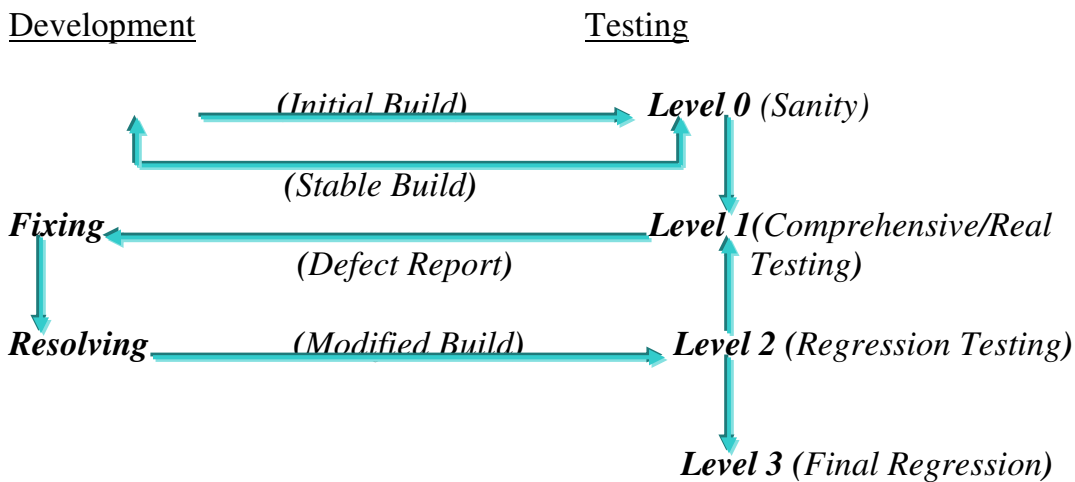 Development Testing
(Initial Build) Level 0 (Sanity)
(Stable Build)
Fixing Level 1(Comprehensive/Real
(Defect Report) Testing)
Resolving (Modified Build) Level 2 (Regression Testing)
Level 3 (Final Regression)